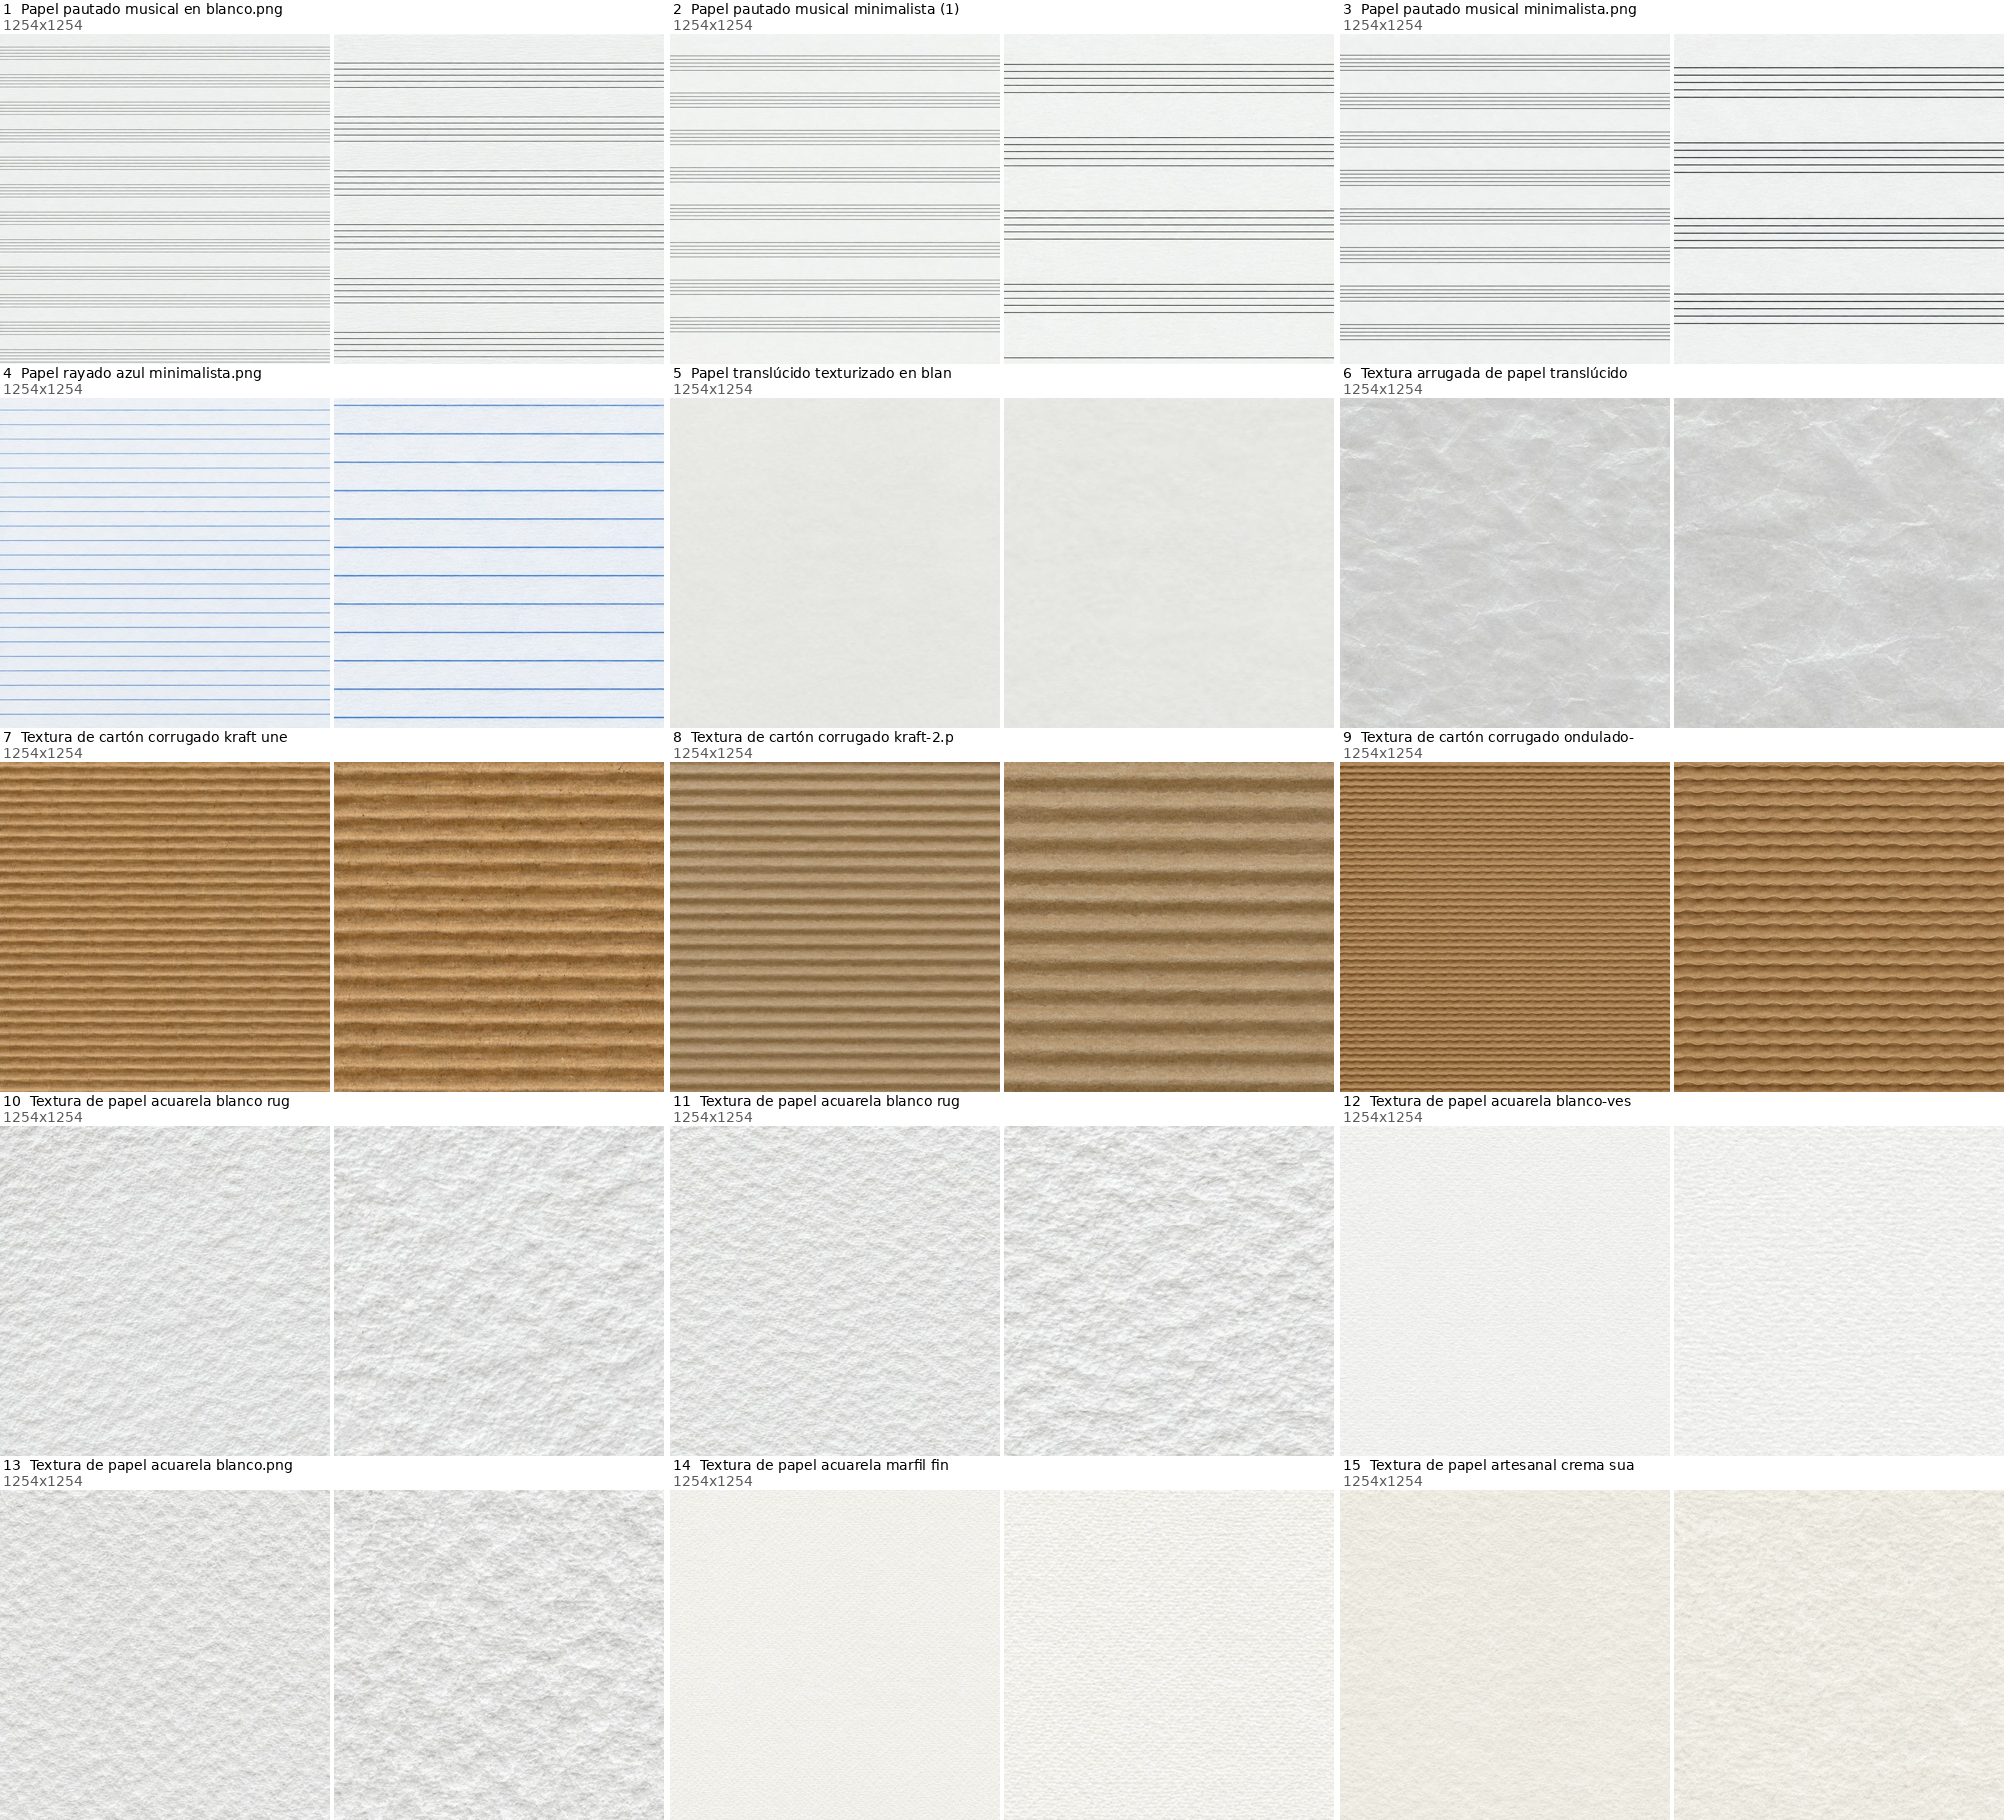 1  Papel pautado musical en blanco.png
1254x1254
2  Papel pautado musical minimalista (1)
1254x1254
3  Papel pautado musical minimalista.png
1254x1254
4  Papel rayado azul minimalista.png
1254x1254
5  Papel translúcido texturizado en blan
1254x1254
6  Textura arrugada de papel translúcido
1254x1254
7  Textura de cartón corrugado kraft une
1254x1254
8  Textura de cartón corrugado kraft-2.p
1254x1254
9  Textura de cartón corrugado ondulado-
1254x1254
10  Textura de papel acuarela blanco rug
1254x1254
11  Textura de papel acuarela blanco rug
1254x1254
12  Textura de papel acuarela blanco-ves
1254x1254
13  Textura de papel acuarela blanco.png
1254x1254
14  Textura de papel acuarela marfil fin
1254x1254
15  Textura de papel artesanal crema sua
1254x1254